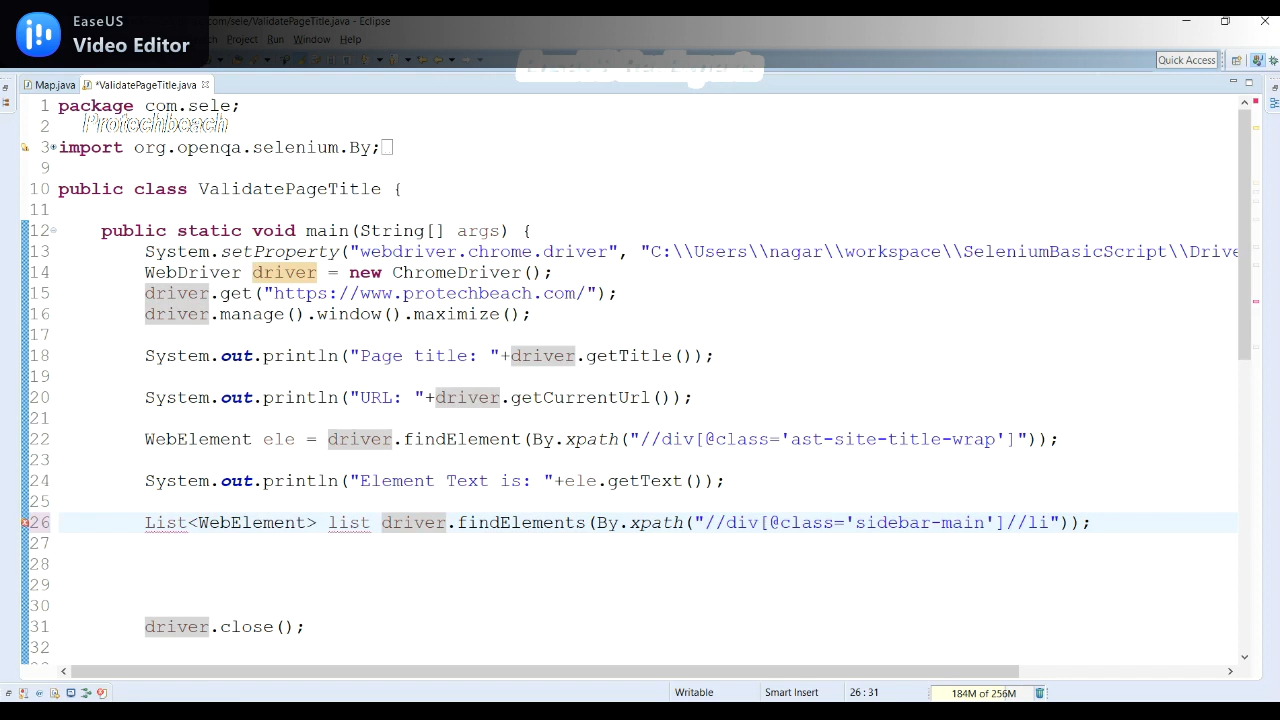 EaseUS
Video Editor
com/sele/ValidatePageTitle.java - Eclipse
Project Run Window Help
Quick Access
Map.java
*ValidatePageTitle.java
1 package com.sele;
2
Protechbeach
3 import org.openqa.selenium.By;
9
10 public class ValidatePageTitle {
11
12 public static void main(String[] args) {
13 System.setProperty("webdriver.chrome.driver", "C:\\Users\\nagar\\workspace\\SeleniumBasicScript\\Drive
14 WebDriver driver = new ChromeDriver();
15 driver.get("https://www.protechbeach.com/");
16 driver.manage().window().maximize();
17
18 System.out.println("Page title: "+driver.getTitle());
19
20 System.out.println("URL: "+driver.getCurrentUrl());
21
22 WebElement ele = driver.findElement(By.xpath("//div[@class='ast-site-title-wrap']"));
23
24 System.out.println("Element Text is: "+ele.getText());
25
26 List<WebElement> list driver.findElements(By.xpath("//div[@class='sidebar-main']//li"));
27
28
29
30
31 driver.close();
32
Writable
Smart Insert
26 : 31
184M of 256M